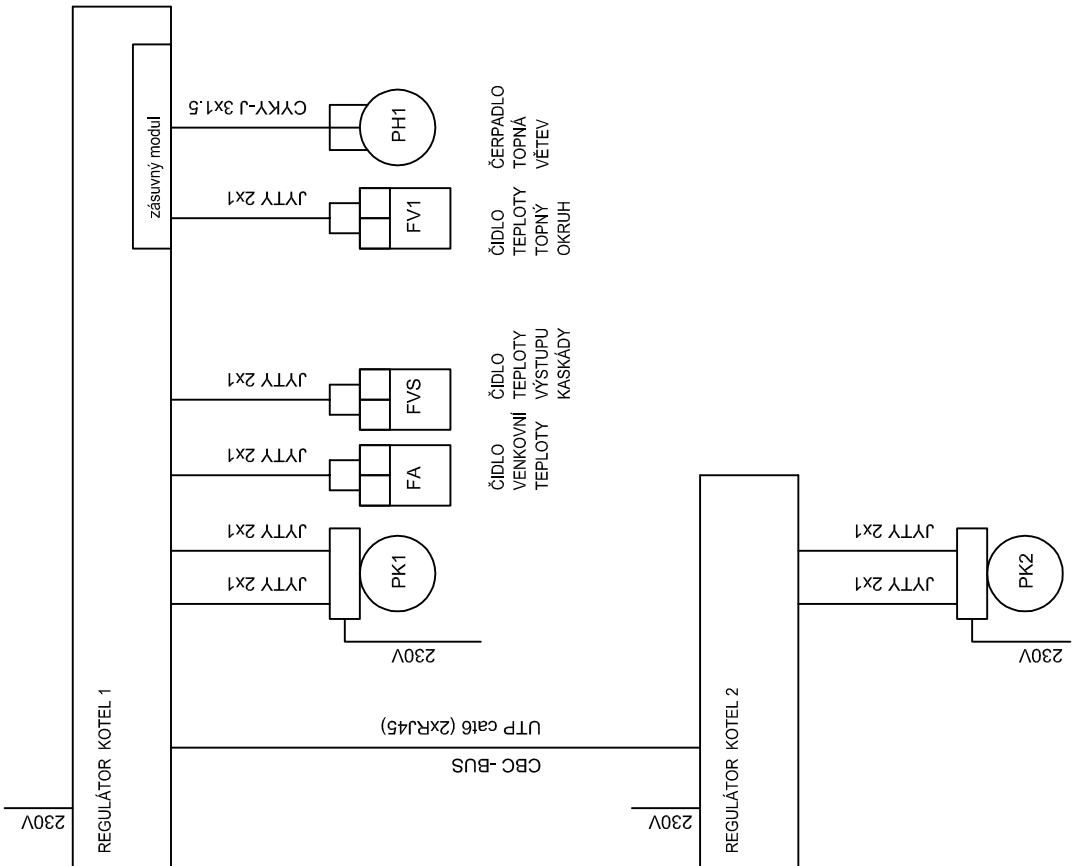 REGULÁTOR KOTEL 1
230V
zásuvný modul
CYKY-J 3x1.5
PH1
ČERPADLO
TOPNÁ
VĚTEV
JYTY 2x1
FV1
ČIDLO
TEPLOTY
TOPNÝ
OKRUH
JYTY 2x1
FVS
ČIDLO
TEPLOTY
VÝSTUPU
KASKÁDY
JYTY 2x1
FA
ČIDLO
VENKOVNÍ
TEPLOTY
JYTY 2x1
JYTY 2x1
PK1
230V
UTP cat6 (2xRJ45)
CBC -BUS
REGULÁTOR KOTEL 2
230V
JYTY 2x1
JYTY 2x1
PK2
230V